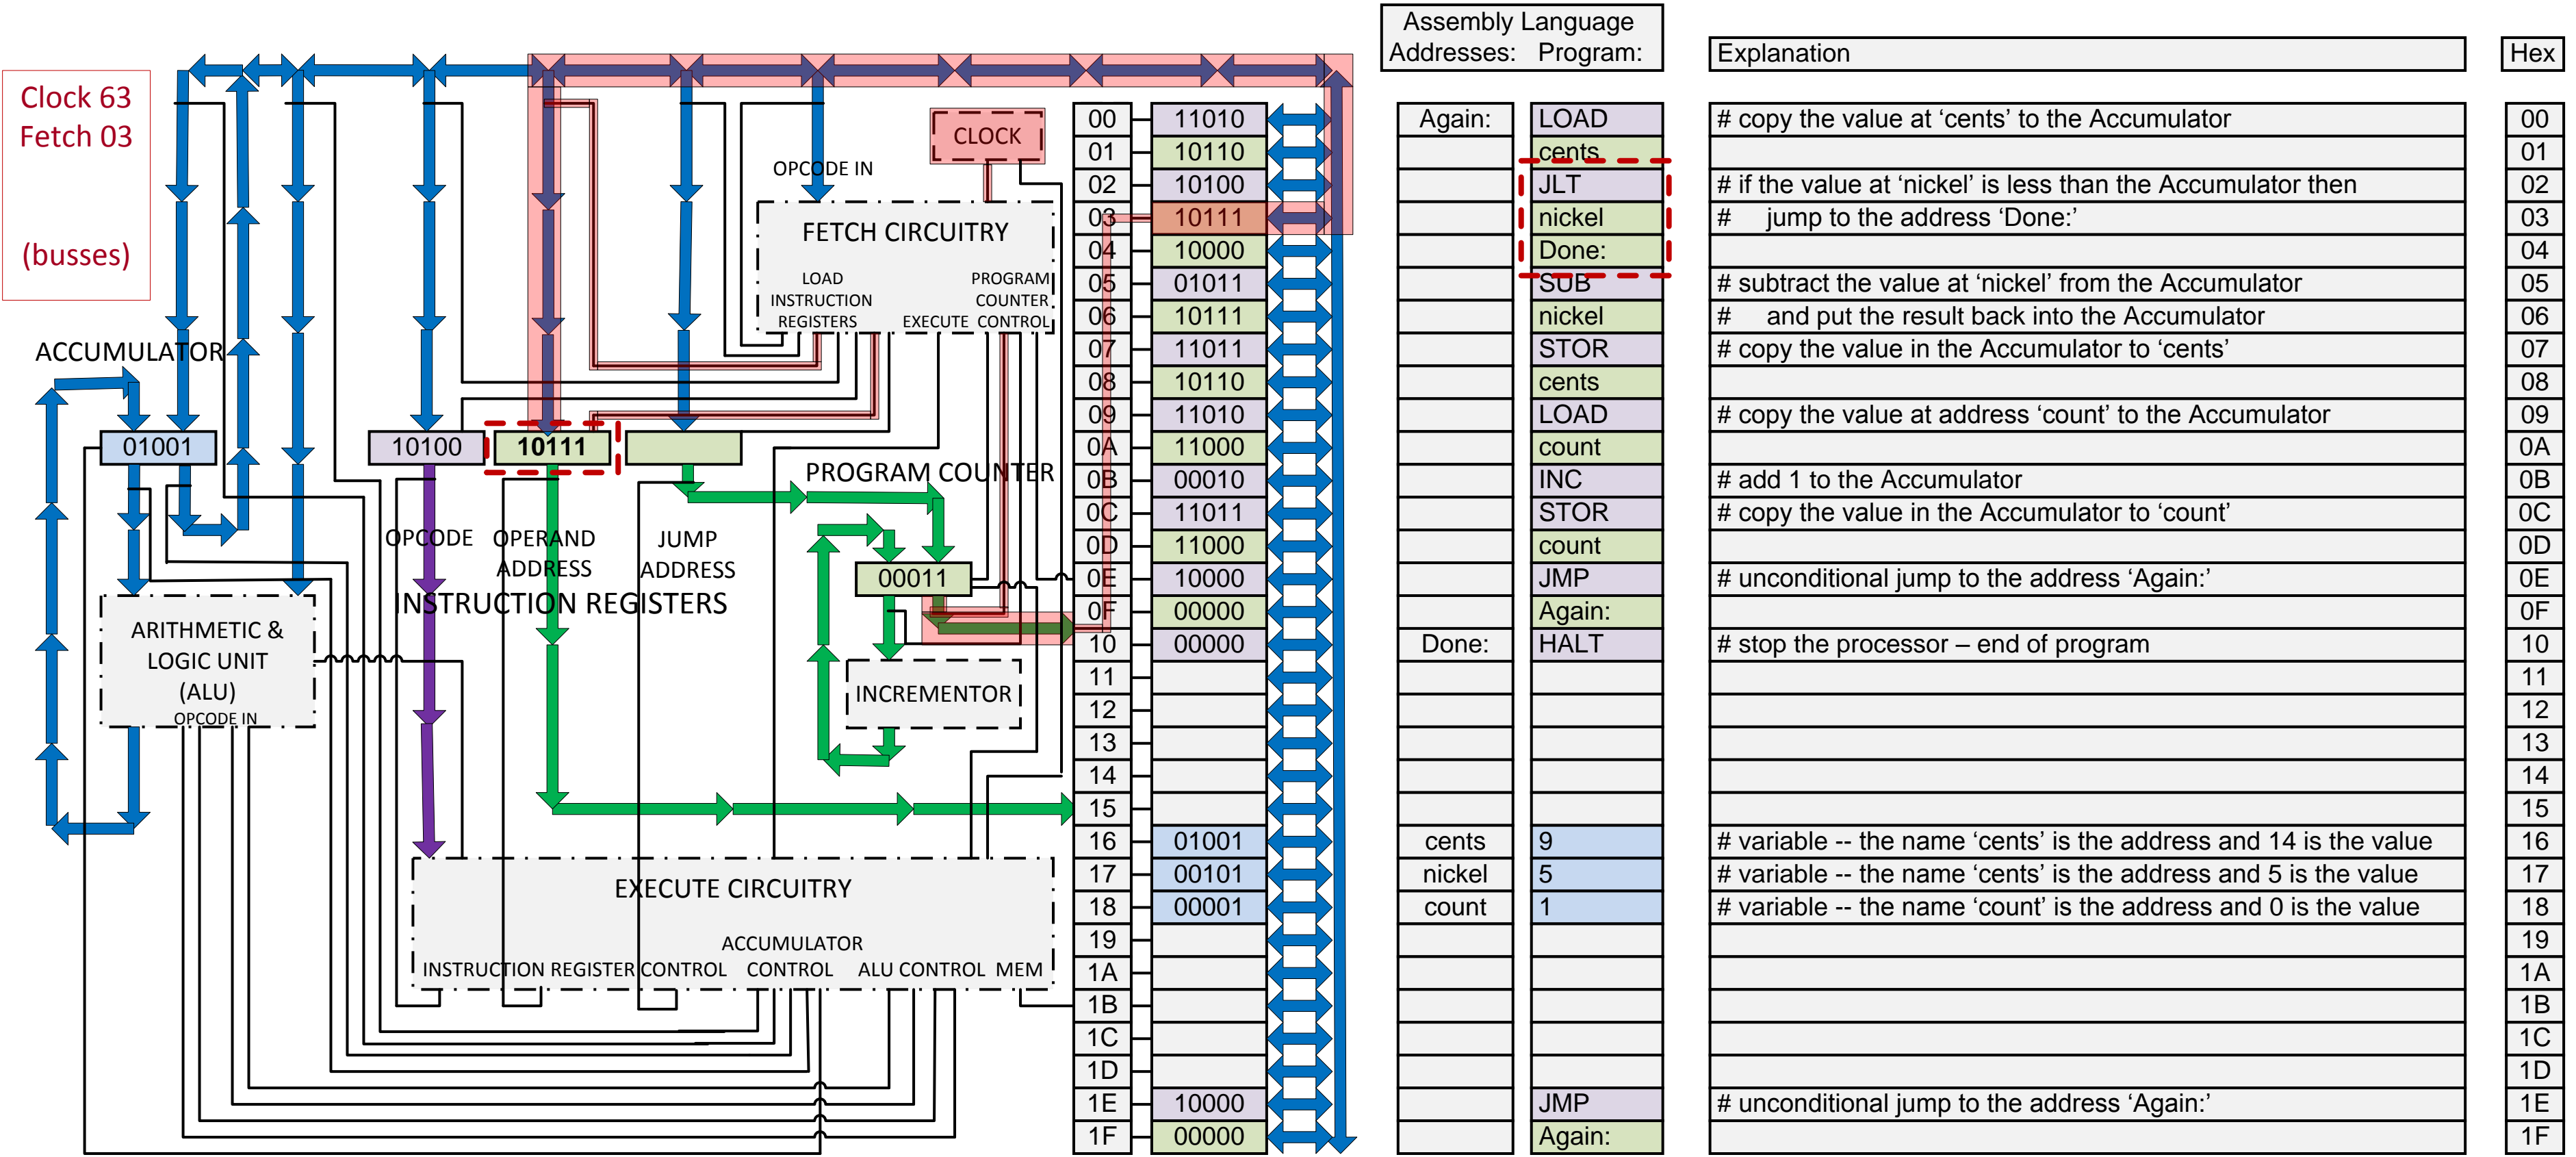 Assembly Language
Addresses: Program:
Explanation
Hex
Clock 63
Fetch 03
(busses)
CLOCK
OPCODE IN
FETCH CIRCUITRY
LOAD
INSTRUCTION
REGISTERS
EXECUTE
PROGRAM
COUNTER
CONTROL
ACCUMULATOR
01001
10100
10111
PROGRAM COUNTER
OPCODE
OPERAND
ADDRESS
JUMP
ADDRESS
INSTRUCTION REGISTERS
00011
INCREMENTOR
ARITHMETIC &
LOGIC UNIT
(ALU)
OPCODE IN
EXECUTE CIRCUITRY
INSTRUCTION REGISTER CONTROL
ACCUMULATOR
CONTROL
ALU CONTROL
MEM
00 11010 Again: LOAD # copy the value at ‘cents’ to the Accumulator 00
01 10110 cents 01
02 10100 JLT # if the value at ‘nickel’ is less than the Accumulator then 02
03 10111 nickel # jump to the address ‘Done:’ 03
04 10000 Done: 04
05 01011 SUB # subtract the value at ‘nickel’ from the Accumulator 05
06 10111 nickel # and put the result back into the Accumulator 06
07 11011 STOR # copy the value in the Accumulator to ‘cents’ 07
08 10110 cents 08
09 11010 LOAD # copy the value at address ‘count’ to the Accumulator 09
0A 11000 count 0A
0B 00010 INC # add 1 to the Accumulator 0B
0C 11011 STOR # copy the value in the Accumulator to ‘count’ 0C
0D 11000 count 0D
0E 10000 JMP # unconditional jump to the address ‘Again:’ 0E
0F 00000 Again: 0F
10 00000 Done: HALT # stop the processor – end of program 10
11 11
12 12
13 13
14 14
15 15
16 01001 cents 9 # variable -- the name ‘cents’ is the address and 14 is the value 16
17 00101 nickel 5 # variable -- the name ‘cents’ is the address and 5 is the value 17
18 00001 count 1 # variable -- the name ‘count’ is the address and 0 is the value 18
19 19
1A 1A
1B 1B
1C 1C
1D 1D
1E 10000 JMP # unconditional jump to the address ‘Again:’ 1E
1F 00000 Again: 1F